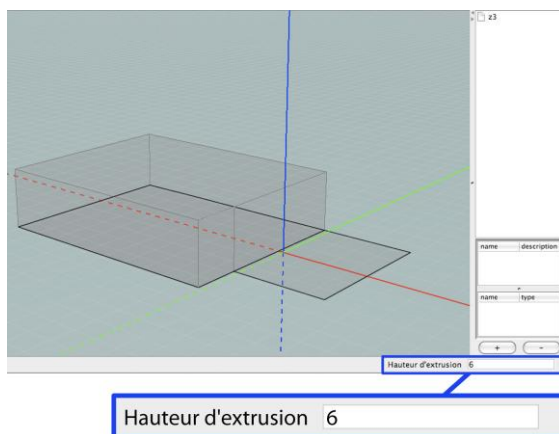 z3
name description
name type
+ -
Hauteur d'extrusion 6
Hauteur d'extrusion 6